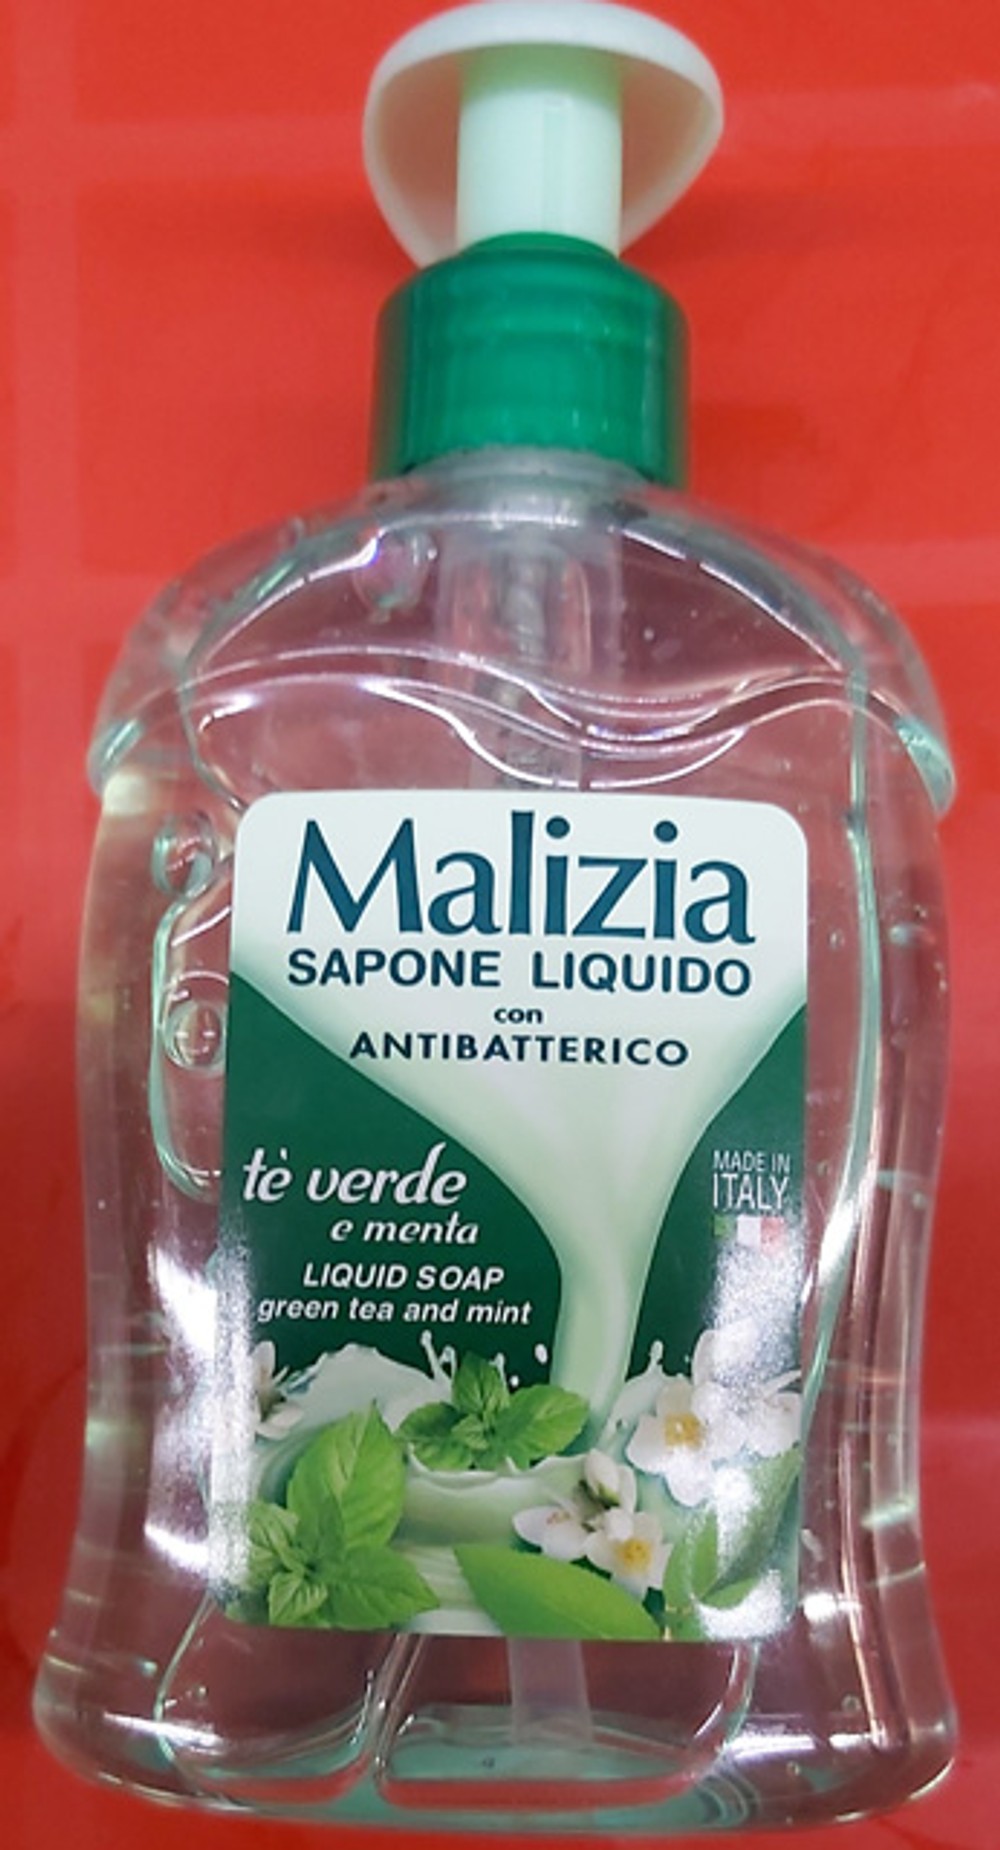 Malizia
SAPONE LIQUIDO
con
ANTIBATTERICO
tè verde
e menta
LIQUID SOAP
green tea and mint
MADE IN
ITALY